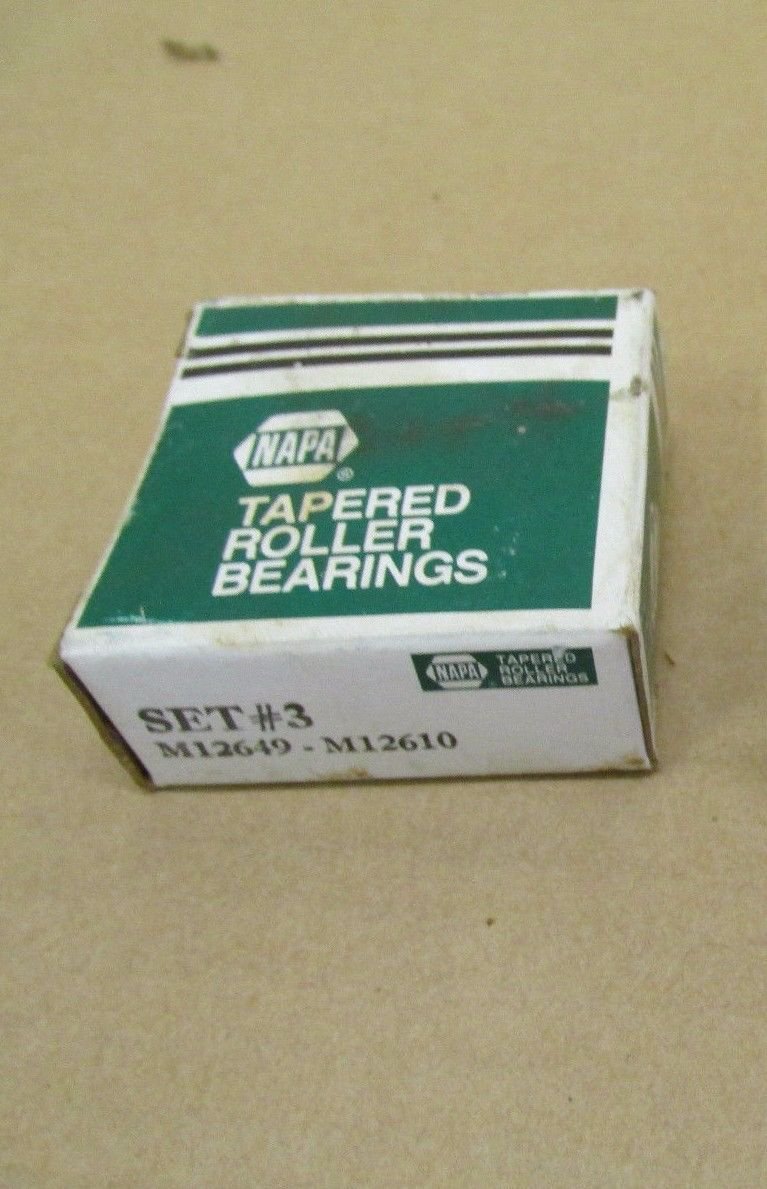 NAPA
®
TAPERED
ROLLER
BEARINGS
NAPA
TAPERED
ROLLER
BEARINGS
SET #3
M12649 - M12610